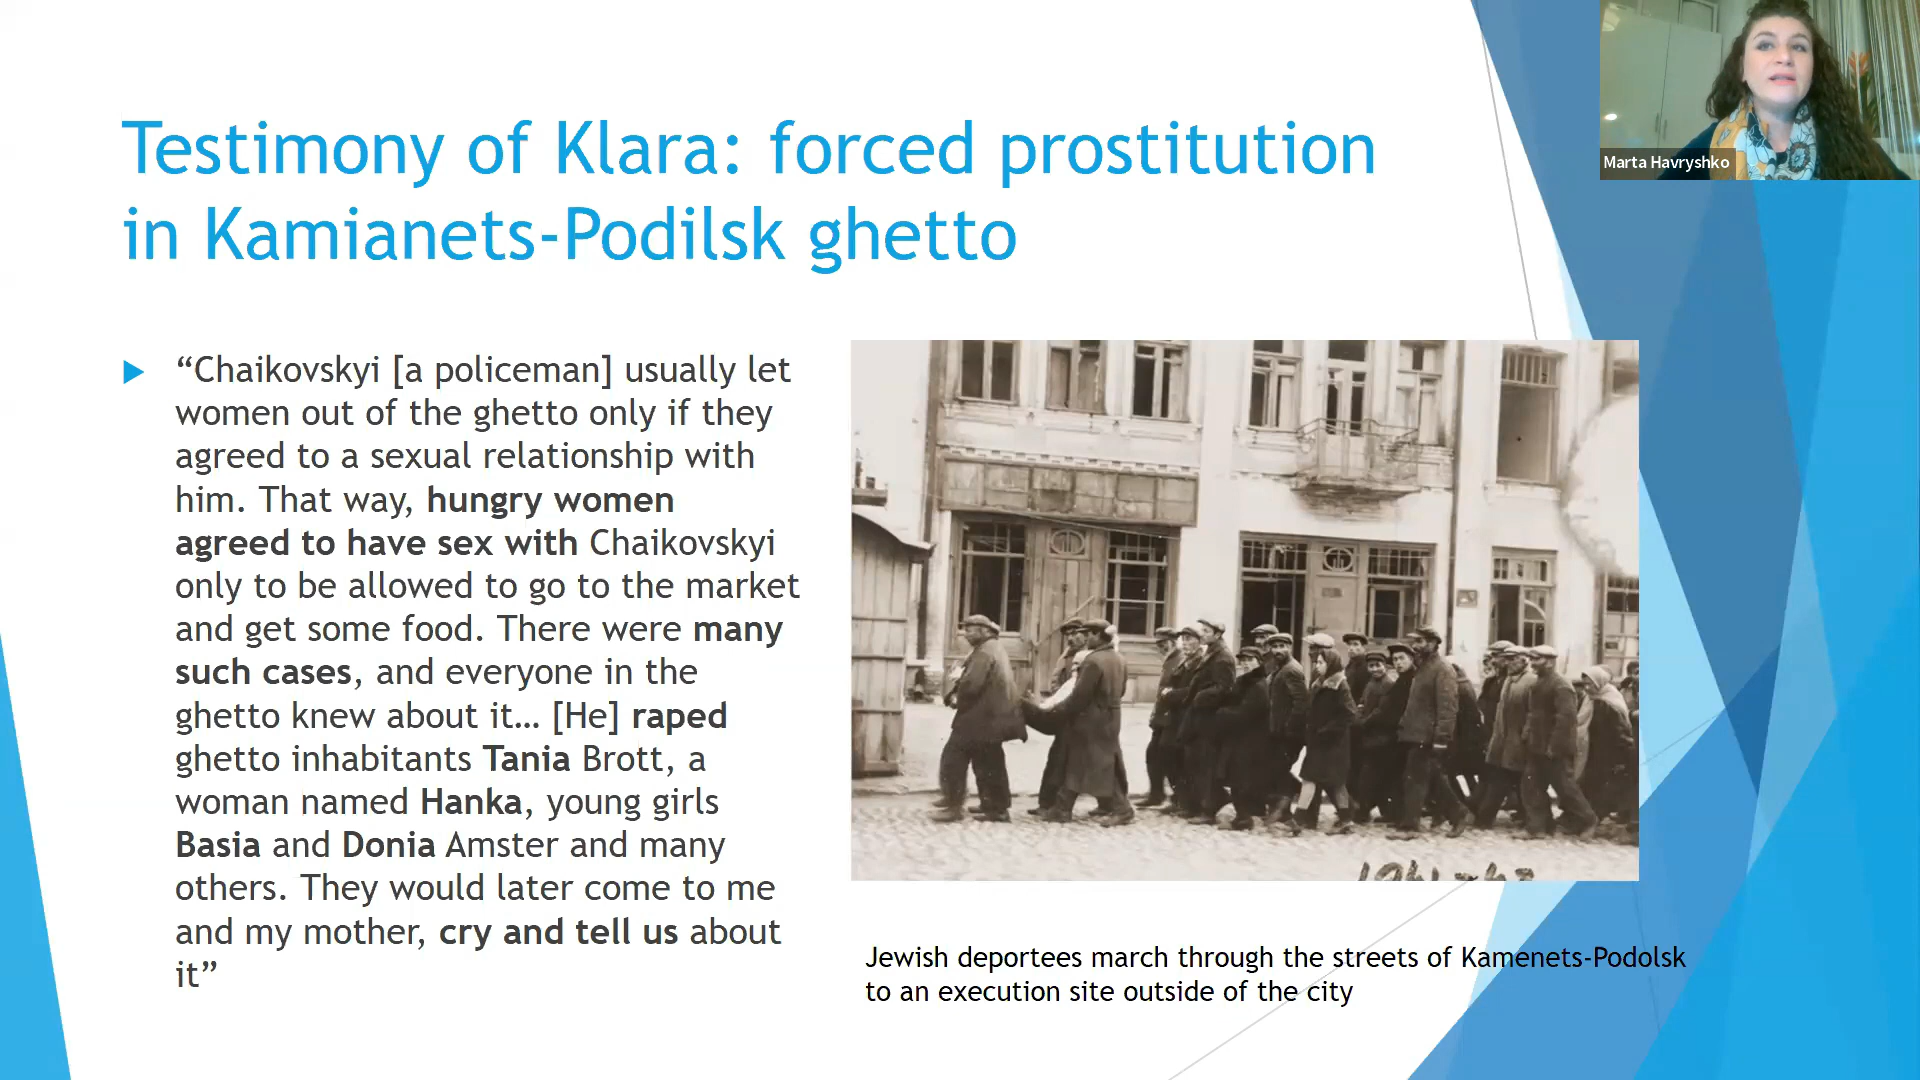 Testimony of Klara: forced prostitution
in Kamianets-Podilsk ghetto
“Chaikovskyi [a policeman] usually let
women out of the ghetto only if they
agreed to a sexual relationship with
him. That way, hungry women
agreed to have sex with Chaikovskyi
only to be allowed to go to the market
and get some food. There were many
such cases, and everyone in the
ghetto knew about it… [He] raped
ghetto inhabitants Tania Brott, a
woman named Hanka, young girls
Basia and Donia Amster and many
others. They would later come to me
and my mother, cry and tell us about
it”
Jewish deportees march through the streets of Kamenets-Podolsk
to an execution site outside of the city
Marta Havryshko